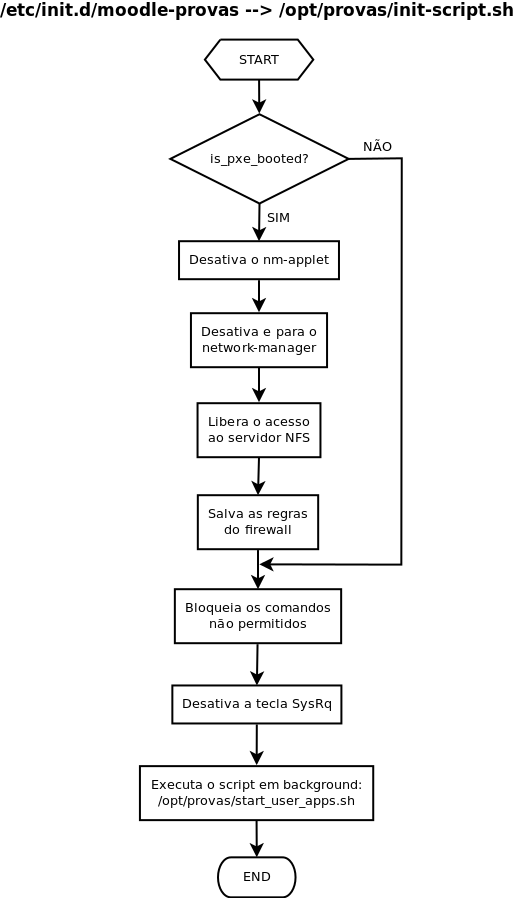 /etc/init.d/moodle-provas --> /opt/provas/init-script.sh
START
is_pxe_booted?
NÃO
SIM
Desativa o nm-applet
Desativa e para o
network-manager
Libera o acesso
ao servidor NFS
Salva as regras
do firewall
Bloqueia os comandos
não permitidos
Desativa a tecla SysRq
Executa o script em background:
/opt/provas/start_user_apps.sh
END